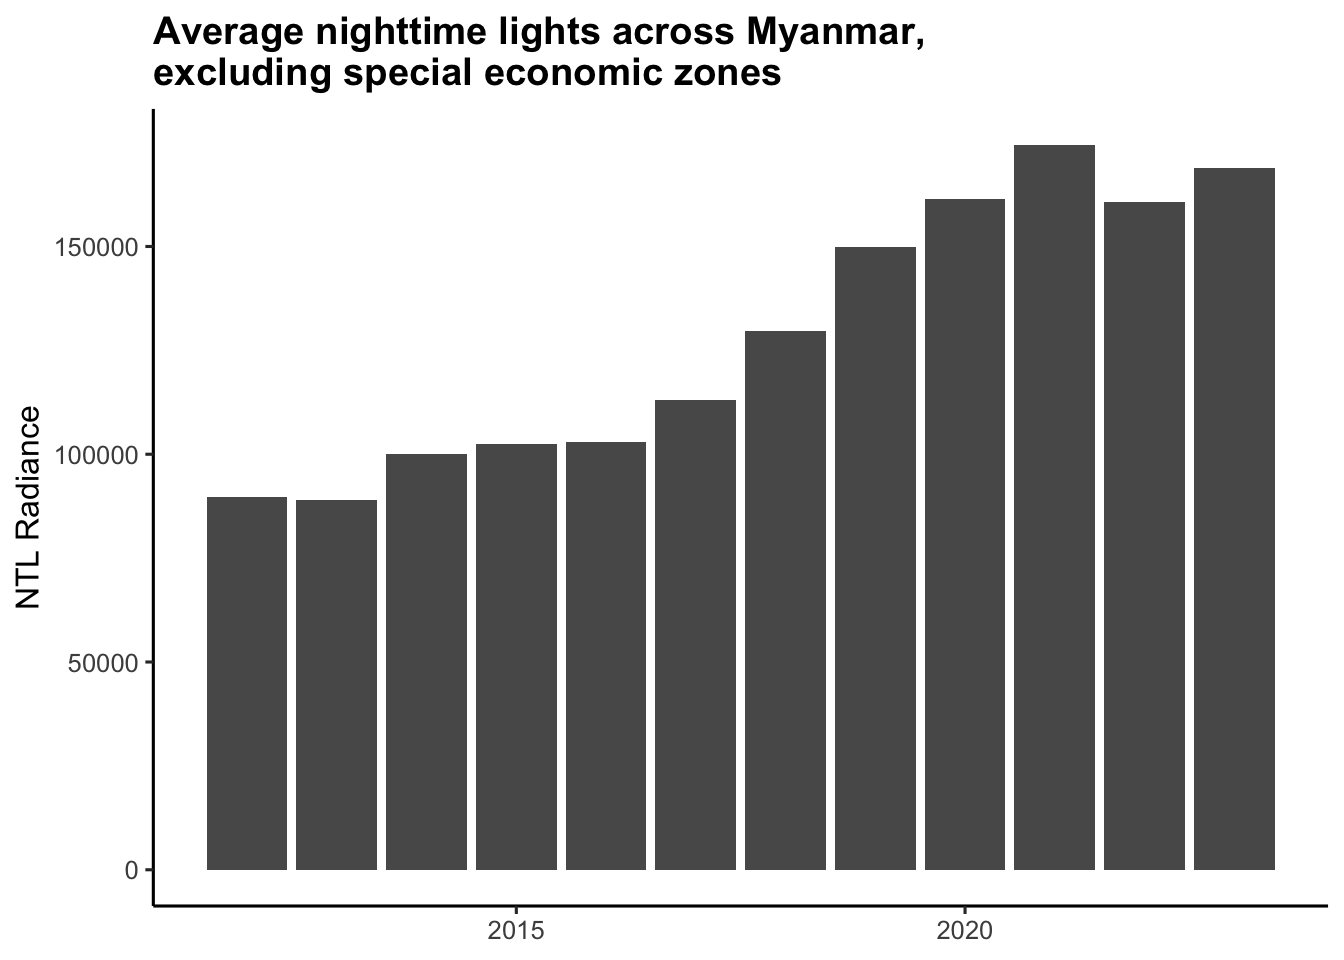 Average nighttime lights across Myanmar,
excluding special economic zones
NTL Radiance
150000
100000
50000
0
2015
2020